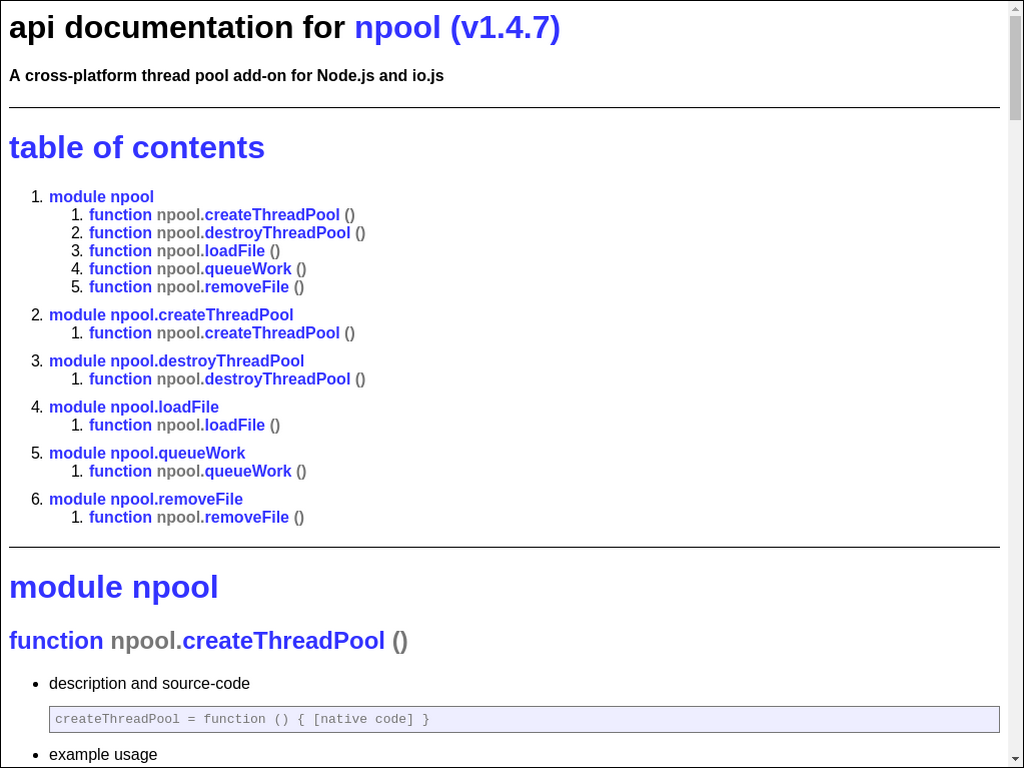 api documentation for npool (v1.4.7)
A cross-platform thread pool add-on for Node.js and io.js
table of contents
1. module npool
1. function npool.createThreadPool ()
2. function npool.destroyThreadPool ()
3. function npool.loadFile ()
4. function npool.queueWork ()
5. function npool.removeFile ()
2. module npool.createThreadPool
1. function npool.createThreadPool ()
3. module npool.destroyThreadPool
1. function npool.destroyThreadPool ()
4. module npool.loadFile
1. function npool.loadFile ()
5. module npool.queueWork
1. function npool.queueWork ()
6. module npool.removeFile
1. function npool.removeFile ()
module npool
function npool.createThreadPool ()
• description and source-code
createThreadPool = function () { [native code] }
• example usage